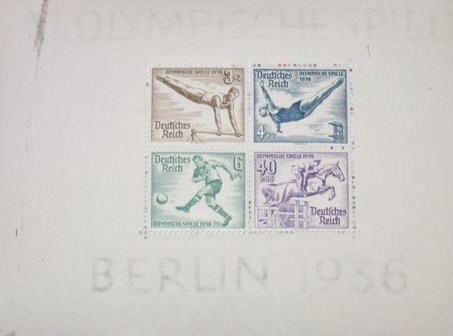 XI OLYMPISCHE SPIELE
3
OLYMPISCHE SPIELE
1936
Deutsches
Reich
OLYMPISCHE SPIELE
1936
Deutsches
Reich
4
Deutsches
Reich
6
OLYMPISCHE SPIELE 1936
OLYMPISCHE SPIELE 1936
40
Deutsches
Reich
BERLIN 1936